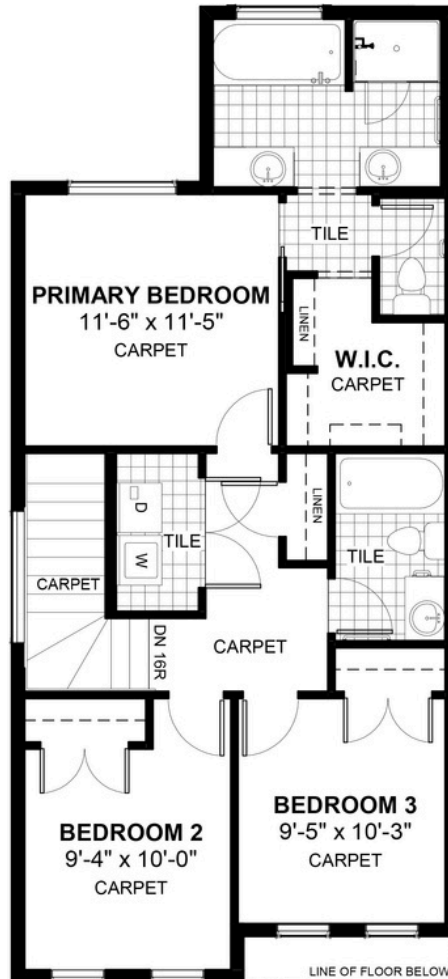 TILE
PRIMARY BEDROOM
11'-6" x 11'-5"
CARPET
LINEN
W.I.C.
CARPET
D
W
TILE
LINEN
TILE
CARPET
DN 16R
CARPET
BEDROOM 2
9'-4" x 10'-0"
CARPET
BEDROOM 3
9'-5" x 10'-3"
CARPET
LINE OF FLOOR BELOW